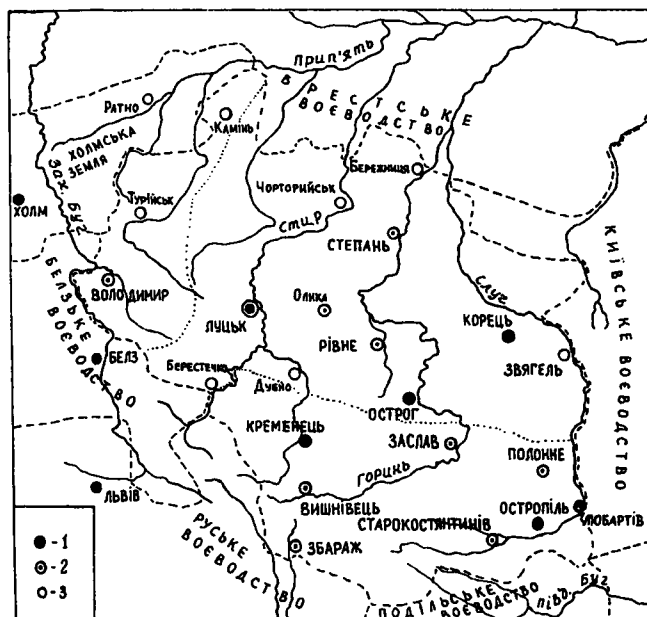 Прип'ять
БРЕСТСЬКЕ
ВОЄВОДСТВО
Ратно
Камінь
ХОЛМСЬКА
ЗЕМЛЯ
Зах. Буг
Бережниця
Турійськ
Чорторийськ
ХОЛМ
Стир
СТЕПАНЬ
КИЇВСЬКЕ ВОЄВОДСТВО
Случ
ВОЛОДИМИР
Олика
ЛУЦЬК
КОРЕЦЬ
БЕЛЗЬКЕ
ВОЄВОДСТВО
РІВНЕ
ЗВЯГЕЛЬ
БЕЛЗ
Берестечко
Дубно
ОСТРОГ
КРЕМЕНЕЦЬ
ЗАСЛАВ
ПОЛОННЕ
Горинь
ЛЬВІВ
ВИШНІВЕЦЬ
ОСТРОПІЛЬ
ЛЮБАРТІВ
СТАРОКОСТЯНТИНІВ
РУСЬКЕ
ВОЄВОДСТВО
ЗБАРАЖ
ПОДІЛЬСЬКЕ
ВОЄВОДСТВО
Півд. Буг
- 1
- 2
- 3